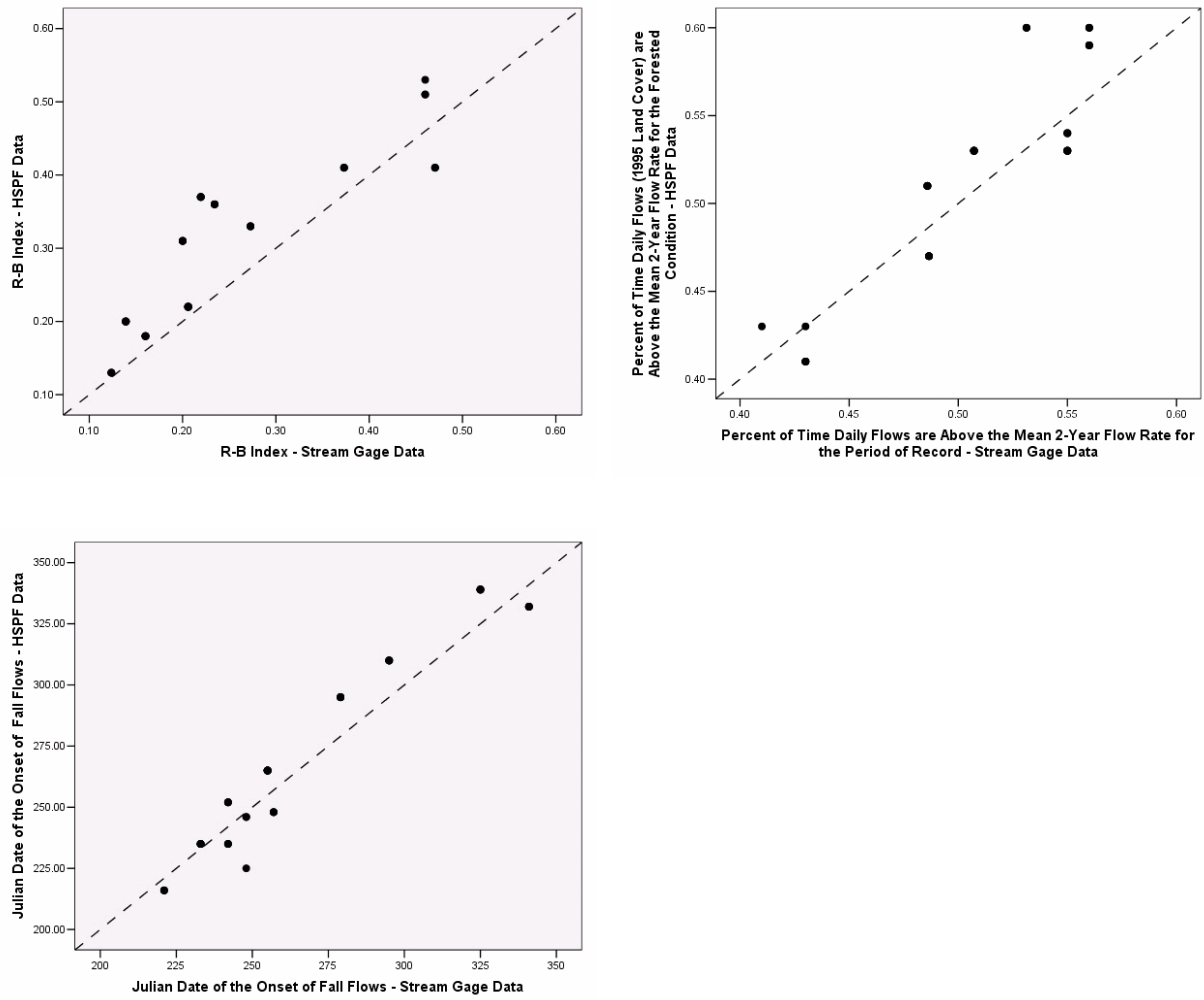 0.60
0.50
0.40
0.30
0.20
0.10
R-B Index - HSPF Data
0.10 0.20 0.30 0.40 0.50 0.60
R-B Index - Stream Gage Data
Percent of Time Daily Flows (1995 Land Cover) are
Above the Mean 2-Year Flow Rate for the Forested
Condition - HSPF Data
0.60
0.55
0.50
0.45
0.40
0.40 0.45 0.50 0.55 0.60
Percent of Time Daily Flows are Above the Mean 2-Year Flow Rate for
the Period of Record - Stream Gage Data
Julian Date of the Onset of Fall Flows - HSPF Data
350.00
325.00
300.00
275.00
250.00
225.00
200.00
200 225 250 275 300 325 350
Julian Date of the Onset of Fall Flows - Stream Gage Data